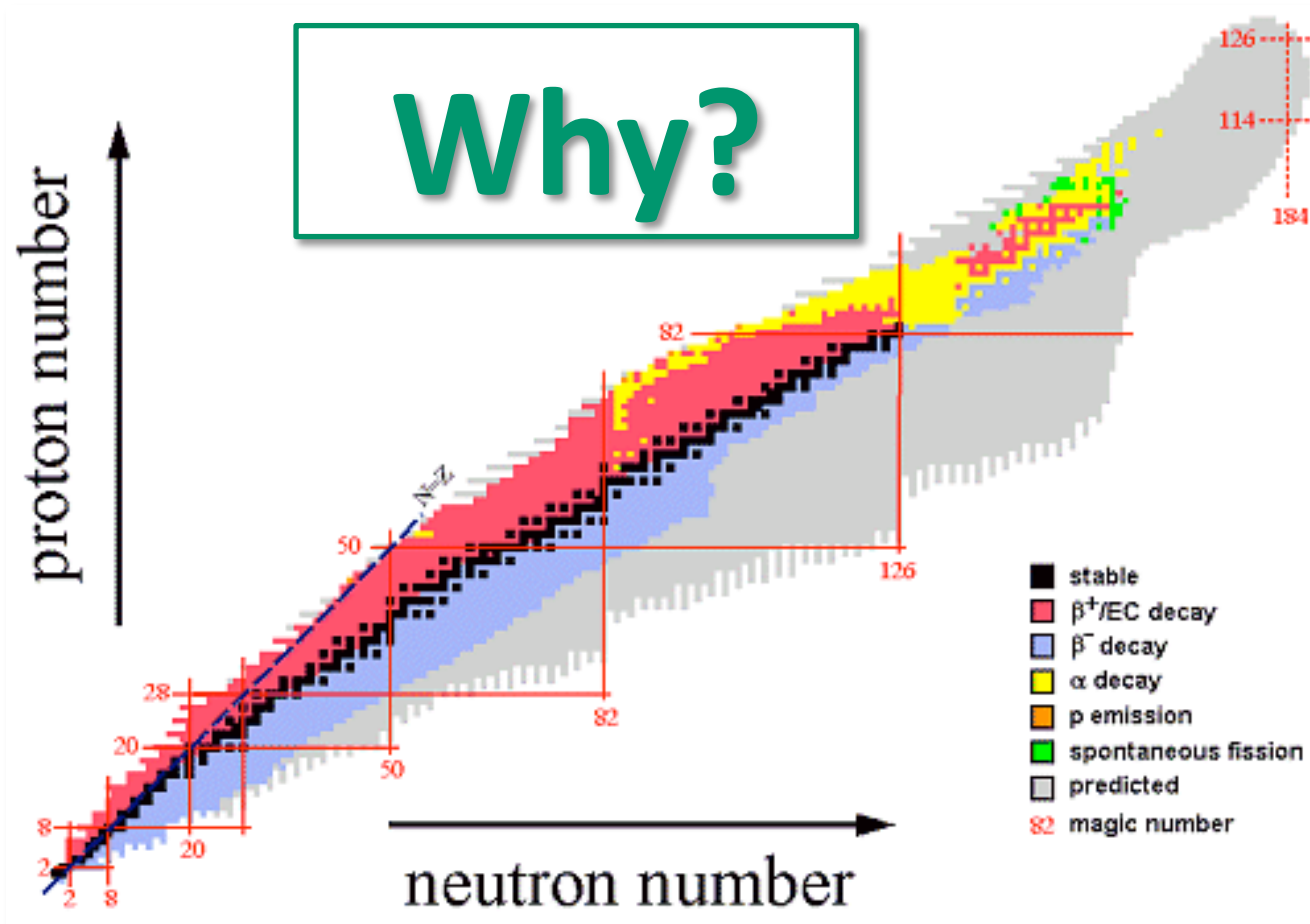 Why?
126
114
184
proton number
82
N=Z
50
126
28
82
20
50
8
20
2
2 8
neutron number
stable
β⁺/EC decay
β⁻ decay
α decay
p emission
spontaneous fission
predicted
82 magic number